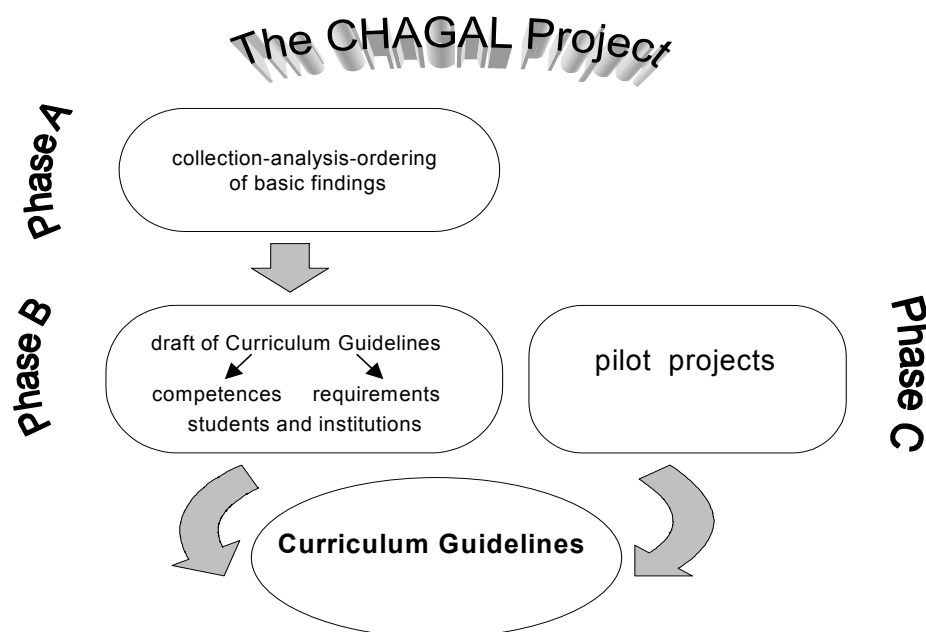 The CHAGAL Project
Phase A
collection-analysis-ordering
of basic findings
Phase B
draft of Curriculum Guidelines
competences requirements
students and institutions
pilot projects
Phase C
Curriculum Guidelines